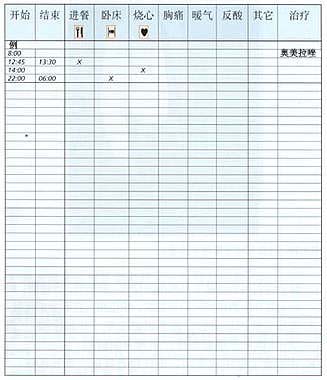 开始 结束 进餐 卧床 烧心 胸痛 暖气 反酸 其它 治疗
例
8:00 奥美拉唑
12:45 13:30 X
14:00 X
22:00 06:00 X